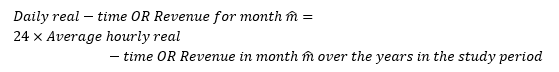 Daily real − time OR Revenue for month m̂ =
24 × Average hourly real
− time OR Revenue in month m̂ over the years in the study period